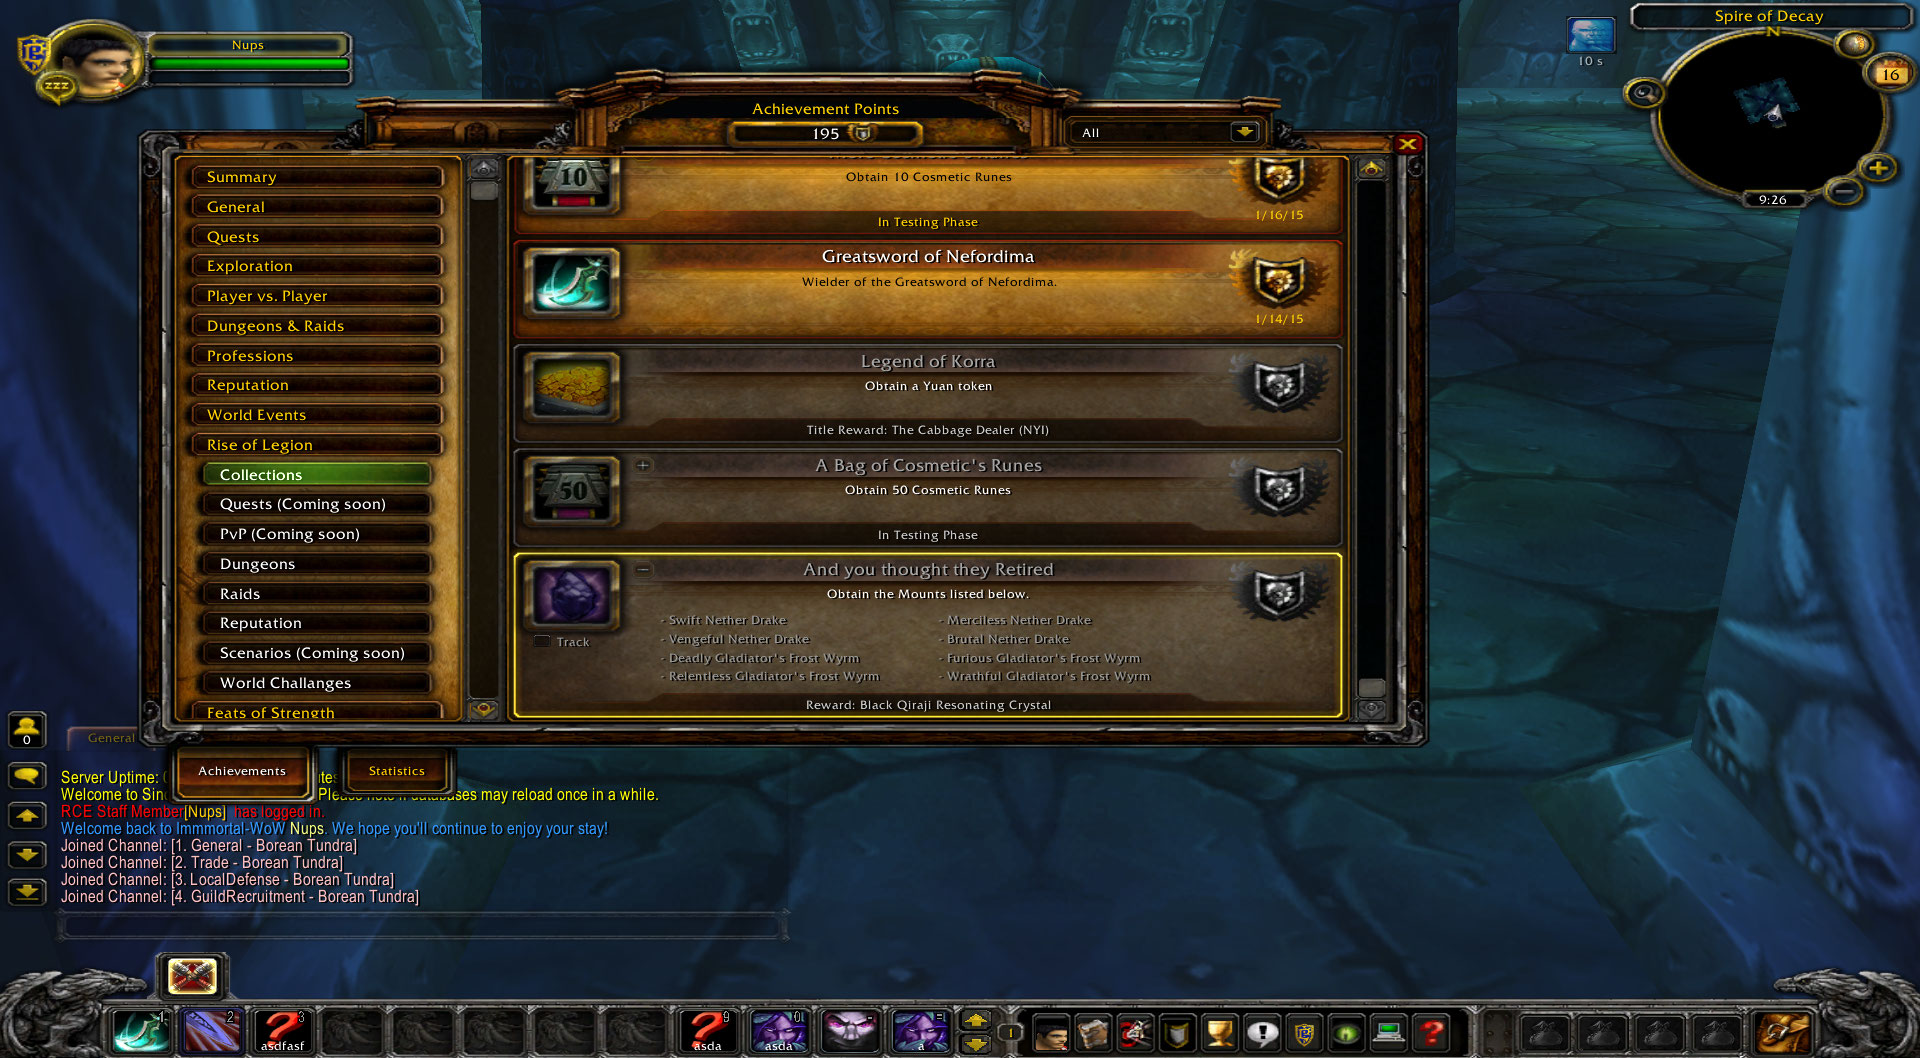 Nups
zzz
Spire of Decay
N
10 s
16
9:26
Achievement Points
195
All
Summary
General
Quests
Exploration
Player vs. Player
Dungeons & Raids
Professions
Reputation
World Events
Rise of Legion
Collections
Quests (Coming soon)
PvP (Coming soon)
Dungeons
Raids
Reputation
Scenarios (Coming soon)
World Challanges
Feats of Strength
10
Obtain 10 Cosmetic Runes
In Testing Phase
1/16/15
Greatsword of Nefordima
Wielder of the Greatsword of Nefordima.
1/14/15
Legend of Korra
Obtain a Yuan token
Title Reward: The Cabbage Dealer (NYI)
50
A Bag of Cosmetic's Runes
Obtain 50 Cosmetic Runes
In Testing Phase
And you thought they Retired
Obtain the Mounts listed below.
- Swift Nether Drake
- Merciless Nether Drake
- Vengeful Nether Drake
- Brutal Nether Drake
- Deadly Gladiator's Frost Wyrm
- Furious Gladiator's Frost Wyrm
- Relentless Gladiator's Frost Wyrm
- Wrathful Gladiator's Frost Wyrm
Track
Reward: Black Qiraji Resonating Crystal
Achievements
Statistics
0
General
Server Uptime:
Welcome to Please note databases may reload once in a while.
RCE Staff Member[Nups] has logged in.
Welcome back to Immmortal-WoW Nups. We hope you'll continue to enjoy your stay!
Joined Channel: [1. General - Borean Tundra]
Joined Channel: [2. Trade - Borean Tundra]
Joined Channel: [3. LocalDefense - Borean Tundra]
Joined Channel: [4. GuildRecruitment - Borean Tundra]
1
2
3
asdfasf
9
asda
0
asda
-
=
a
1